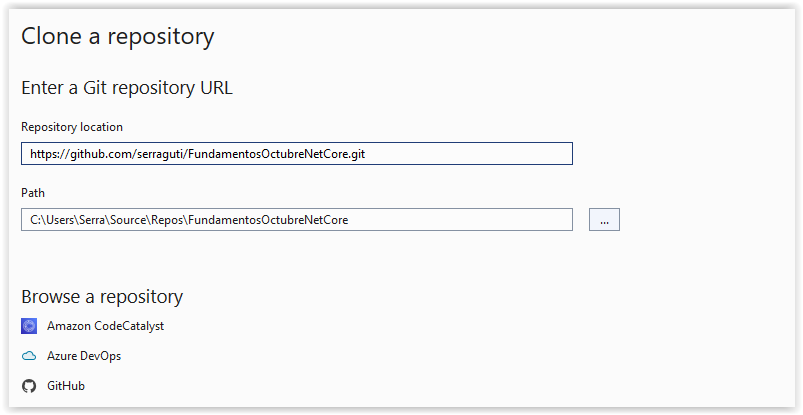 Clone a repository
Enter a Git repository URL
Repository location
https://github.com/serraguti/FundamentosOctubreNetCore.git
Path
C:\Users\Serra\Source\Repos\FundamentosOctubreNetCore
...
Browse a repository
Amazon CodeCatalyst
Azure DevOps
GitHub